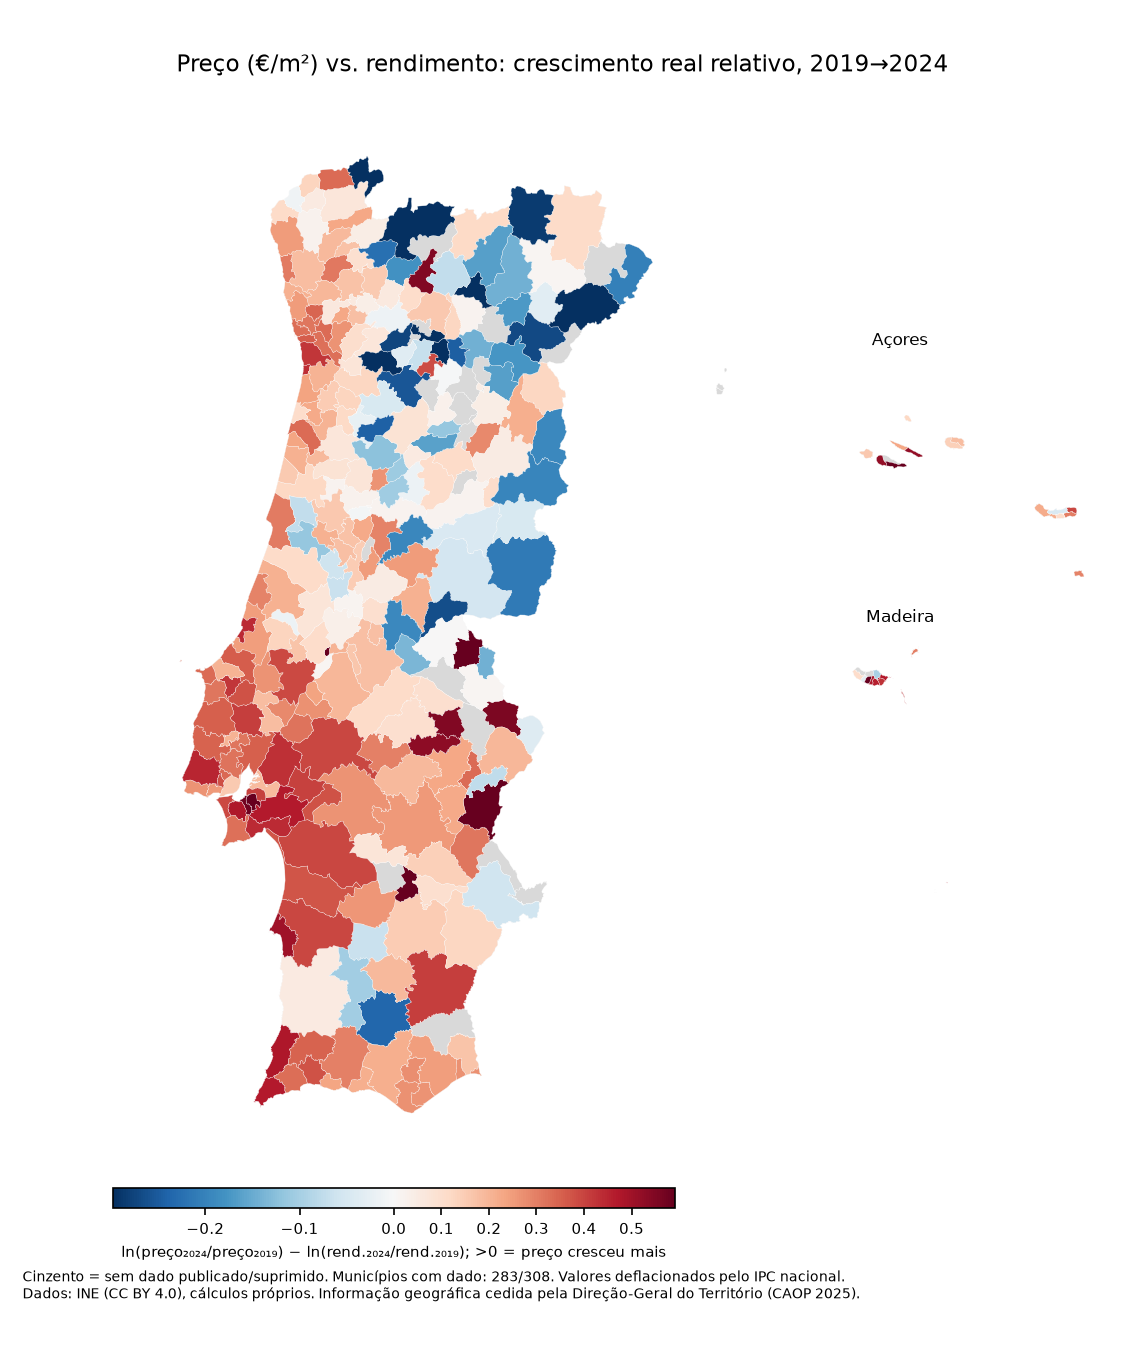 Preço (€/m²) vs. rendimento: crescimento real relativo, 2019→2024
Açores
Madeira
−0.2 −0.1 0.0 0.1 0.2 0.3 0.4 0.5
ln(preço₂₀₂₄/preço₂₀₁₉) − ln(rend.₂₀₂₄/rend.₂₀₁₉); >0 = preço cresceu mais
Cinzento = sem dado publicado/suprimido. Municípios com dado: 283/308. Valores deflacionados pelo IPC nacional.
Dados: INE (CC BY 4.0), cálculos próprios. Informação geográfica cedida pela Direção-Geral do Território (CAOP 2025).